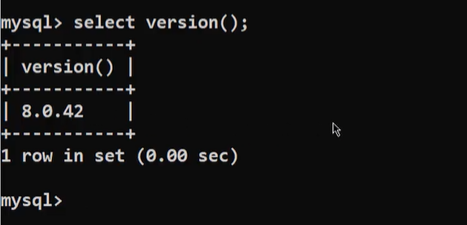 mysql> select version();
+-----------+
| version() |
+-----------+
| 8.0.42    |
+-----------+
1 row in set (0.00 sec)
mysql>